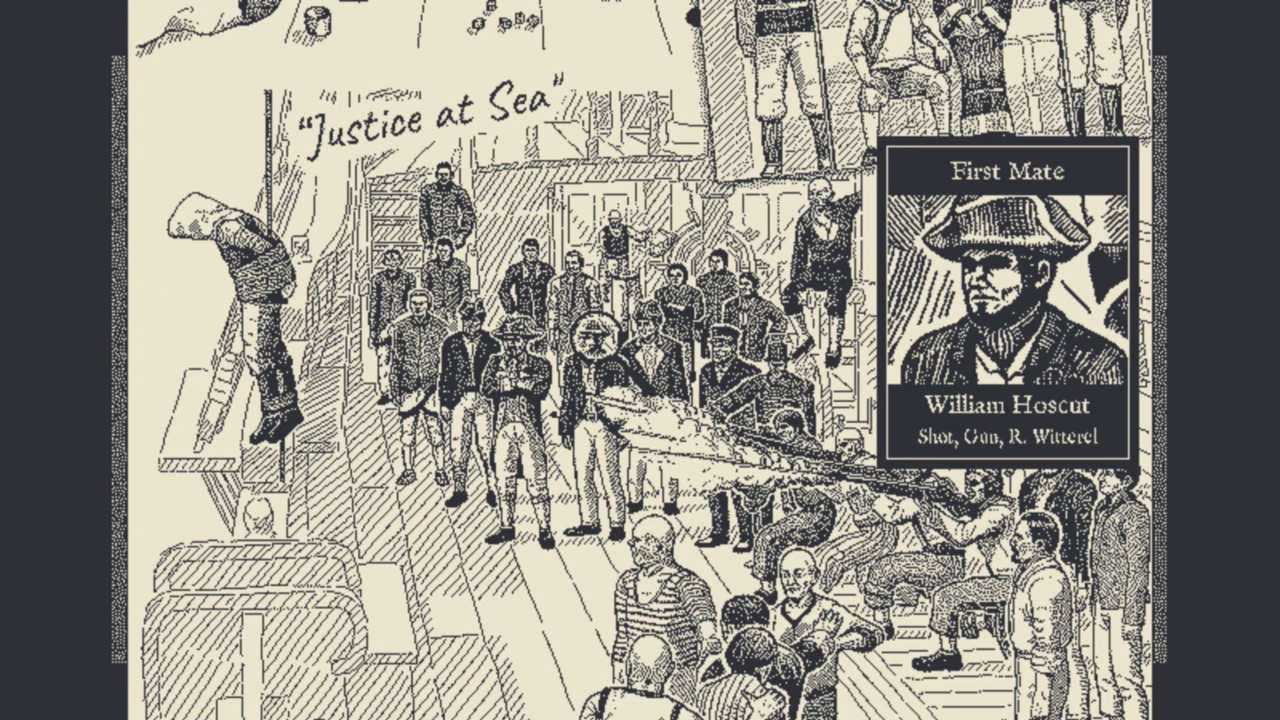 “Justice at Sea”
First Mate
William Hoscut
Shot, Gun, R. Witterel